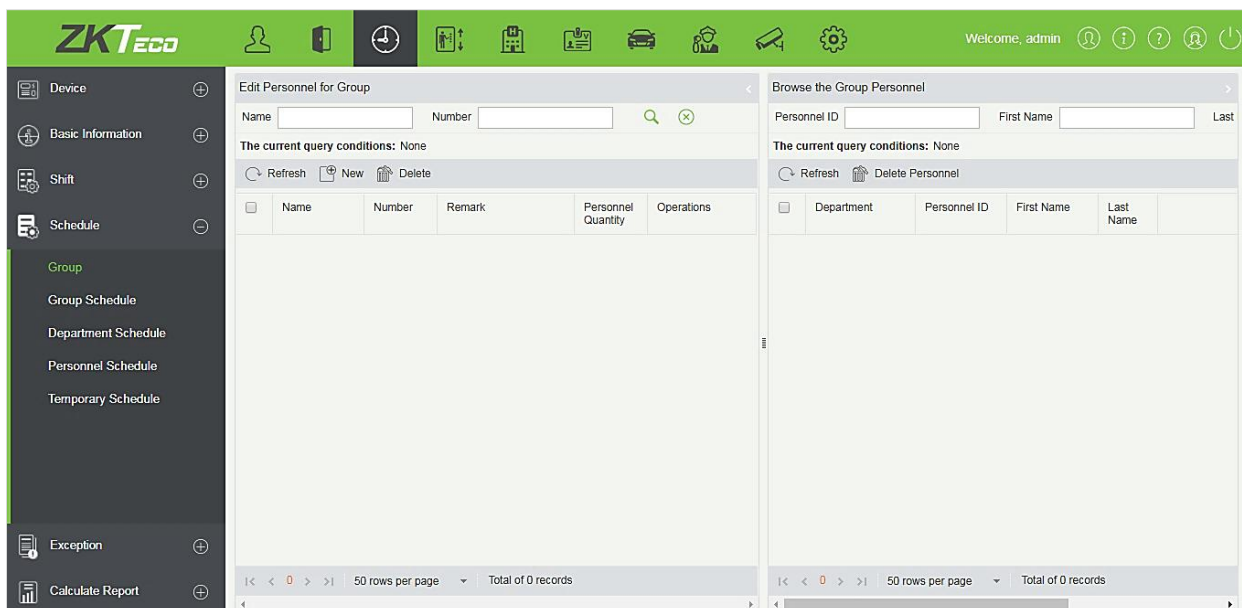 ZKTECO
Welcome, admin
Device
Basic Information
Shift
Schedule
Group
Group Schedule
Department Schedule
Personnel Schedule
Temporary Schedule
Exception
Calculate Report
Edit Personnel for Group
Name Number
The current query conditions: None
Refresh New Delete
Name Number Remark Personnel Quantity Operations
|< < 0 > >| 50 rows per page Total of 0 records
Browse the Group Personnel
Personnel ID First Name Last
The current query conditions: None
Refresh Delete Personnel
Department Personnel ID First Name Last Name
|< < 0 > >| 50 rows per page Total of 0 records